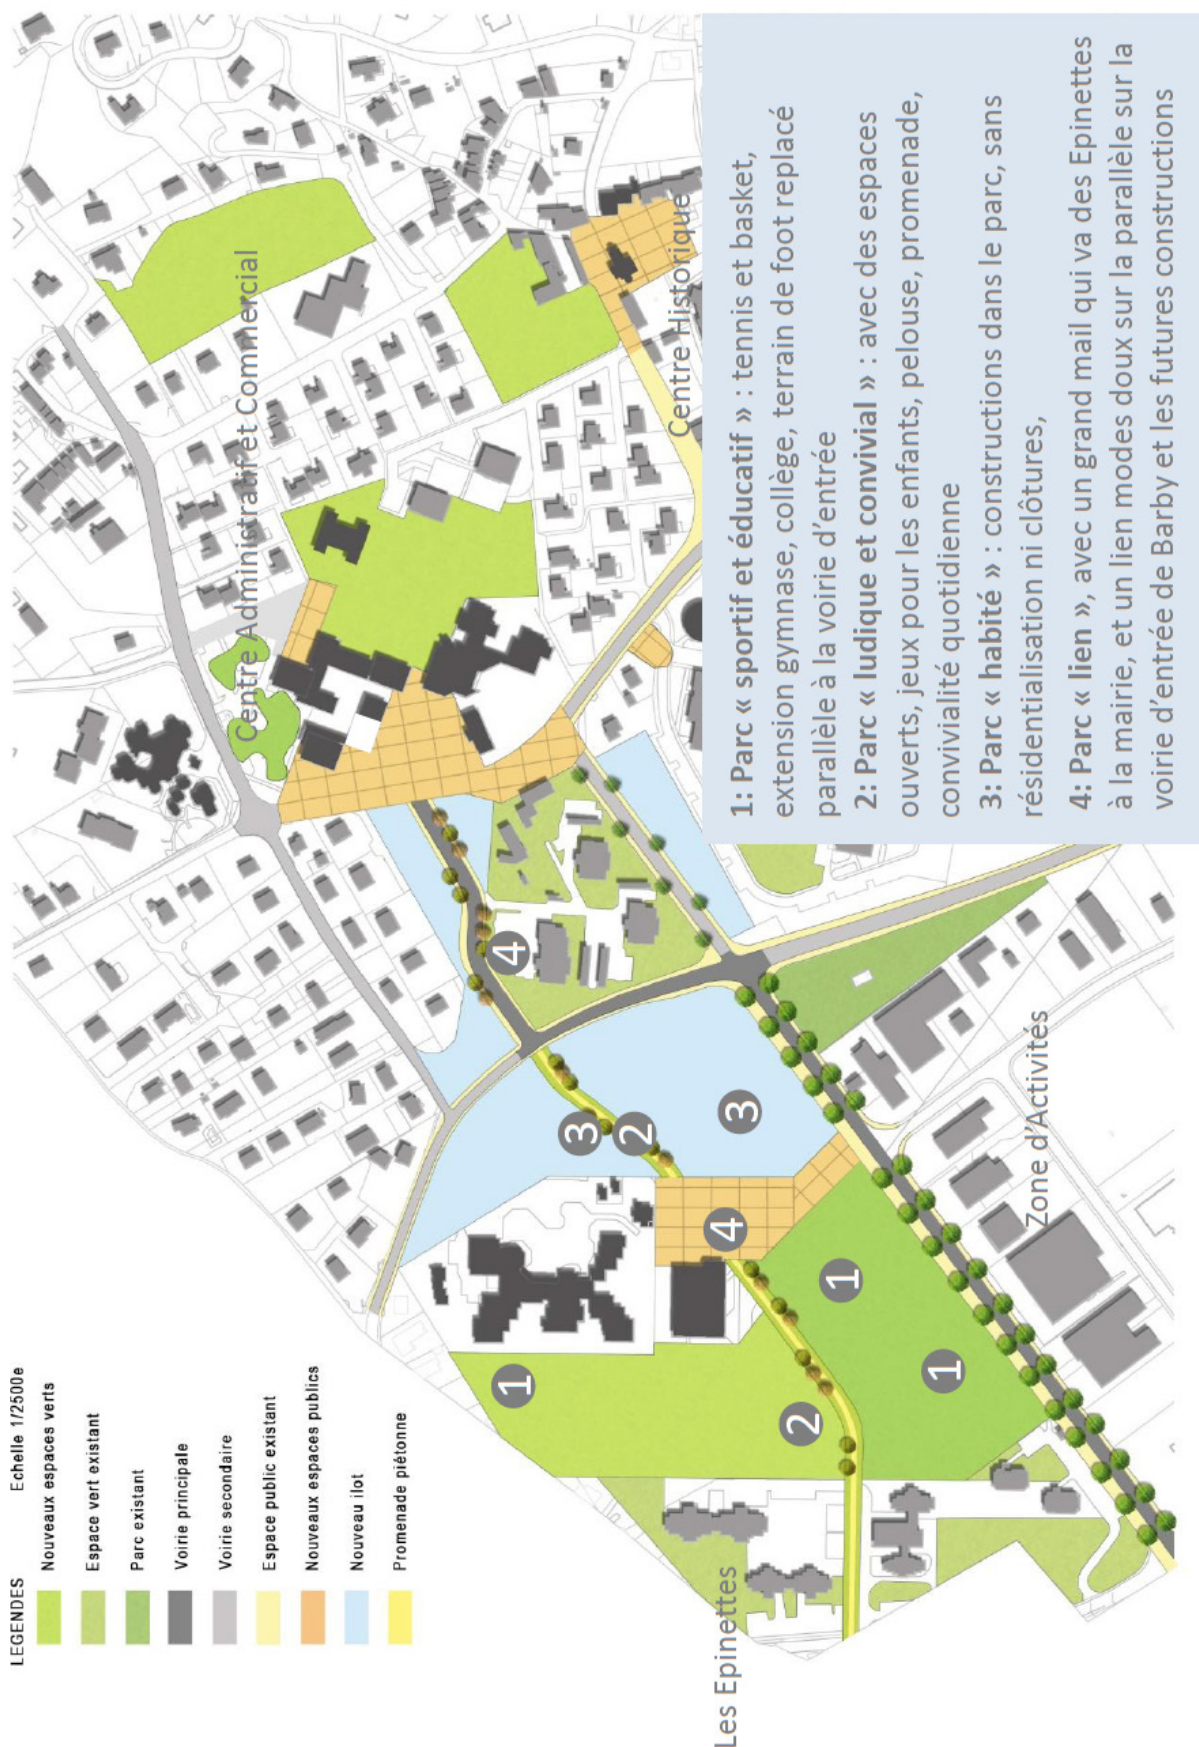 LEGENDES
Echelle 1/2500e
Nouveaux espaces verts
Espace vert existant
Parc existant
Voirie principale
Voirie secondaire
Espace public existant
Nouveaux espaces publics
Nouveau ilot
Promenade piétonne
Centre Administratif et Commercial
Centre Historique
Zone d'Activités
Les Epinettes
1
1
1
2
2
3
3
4
4
1: Parc « sportif et éducatif » : tennis et basket,
extension gymnase, collège, terrain de foot replacé
parallèle à la voirie d'entrée
2: Parc « ludique et convivial » : avec des espaces
ouverts, jeux pour les enfants, pelouse, promenade,
convivialité quotidienne
3: Parc « habité » : constructions dans le parc, sans
résidentialisation ni clôtures,
4: Parc « lien », avec un grand mail qui va des Epinettes
à la mairie, et un lien modes doux sur la parallèle sur la
voirie d'entrée de Barby et les futures constructions